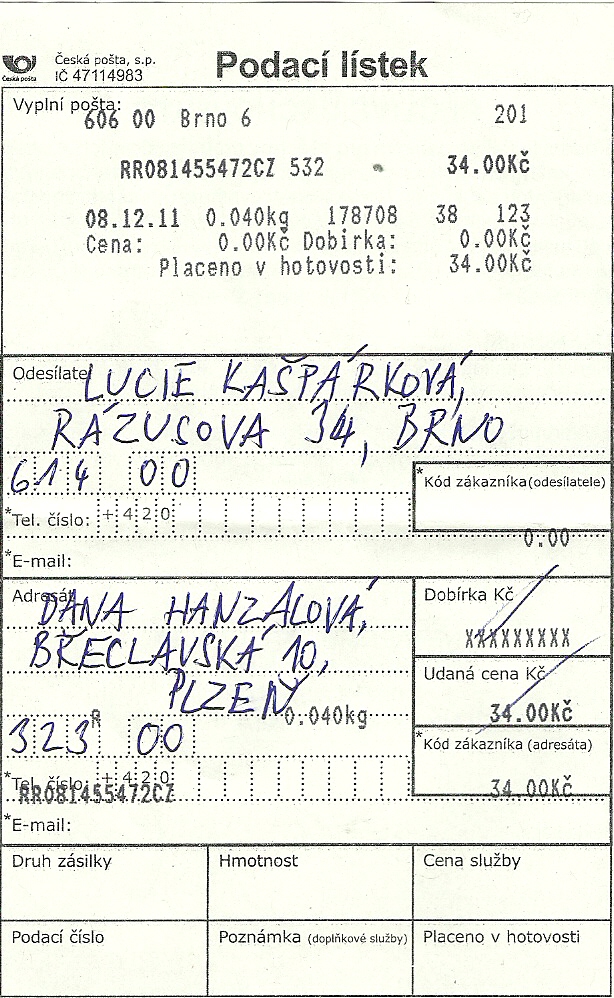 Česká pošta, s.p.
IČ 47114983
Česká pošta
Podací lístek
Vyplní pošta:
606 00 Brno 6 201
RR081455472CZ 532 34.00Kč
08.12.11 0.040kg 178708 38 123
Cena: 0.00Kč Dobirka: 0.00Kč
Placeno v hotovosti: 34.00Kč
Odesílatel
LUCIE KAŠPÁRKOVÁ,
RÁZUSOVA 34, BRNO
614 00
*Kód zákazníka(odesílatele)
*Tel. číslo: +420
0.00
*E-mail:
Adresát
DANA HANZALOVÁ,
BŘECLAVSKÁ 10,
PLZEŇ
Dobírka Kč
XXXXXXXXX
Udaná cena Kč
34.00Kč
R 0.040kg
323 00
*Kód zákazníka (adresáta)
34.00Kč
*Tel. číslo: +420
RR081455472CZ
*E-mail:
Druh zásilky Hmotnost Cena služby
Podací číslo Poznámka (doplňkové služby) Placeno v hotovosti